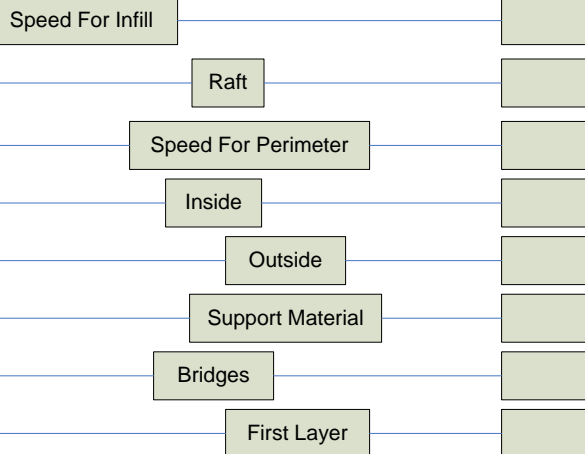 Speed For Infill
Raft
Speed For Perimeter
Inside
Outside
Support Material
Bridges
First Layer